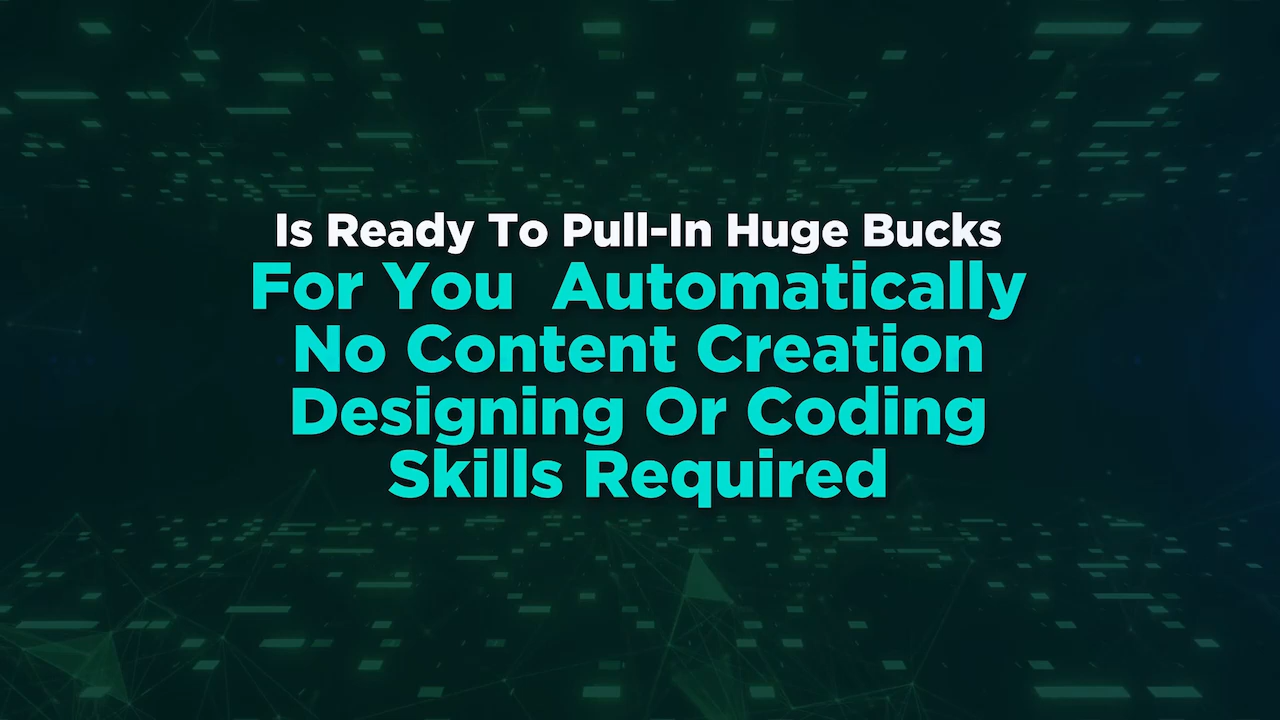 Is Ready To Pull-In Huge Bucks
For You  Automatically
No Content Creation
Designing Or Coding
Skills Required